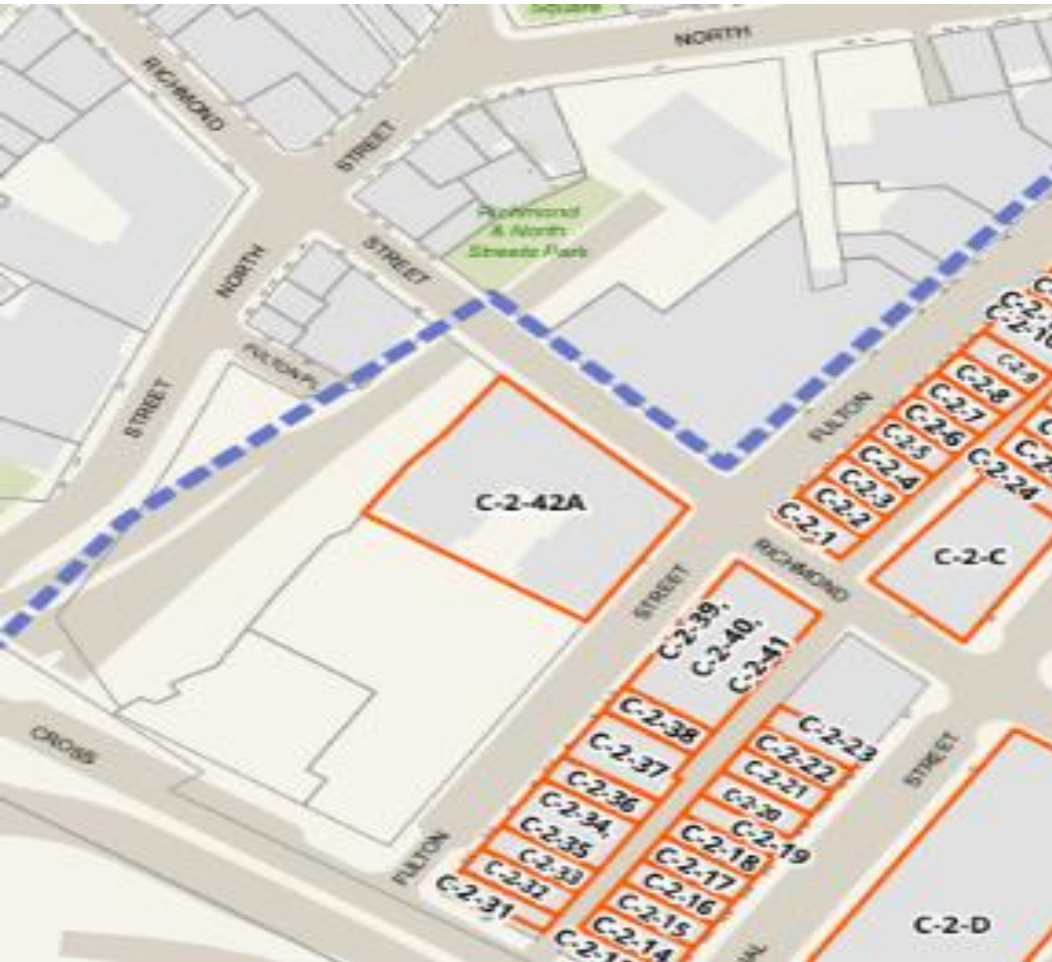 NORTH
RICHMOND
STREET
Richmond
& North
Streets Park
STREET
NORTH
FULTON PL
STREET
FULTON
C-2-9
C-2-8
C-2-7
C-2-6
C-2-5
C-2-4
C-2-3
C-2-2
C-2-1
C-2-24
C-2-42A
C-2-C
RICHMOND
STREET
C-2-39,
C-2-40,
C-2-41
C-2-38
C-2-37
C-2-36
C-2-34,
C-2-35
C-2-33
C-2-32
C-2-31
C-2-23
C-2-22
C-2-21
C-2-20
C-2-19
C-2-18
C-2-17
C-2-16
C-2-15
C-2-14
STREET
CROSS
FULTON
C-2-D